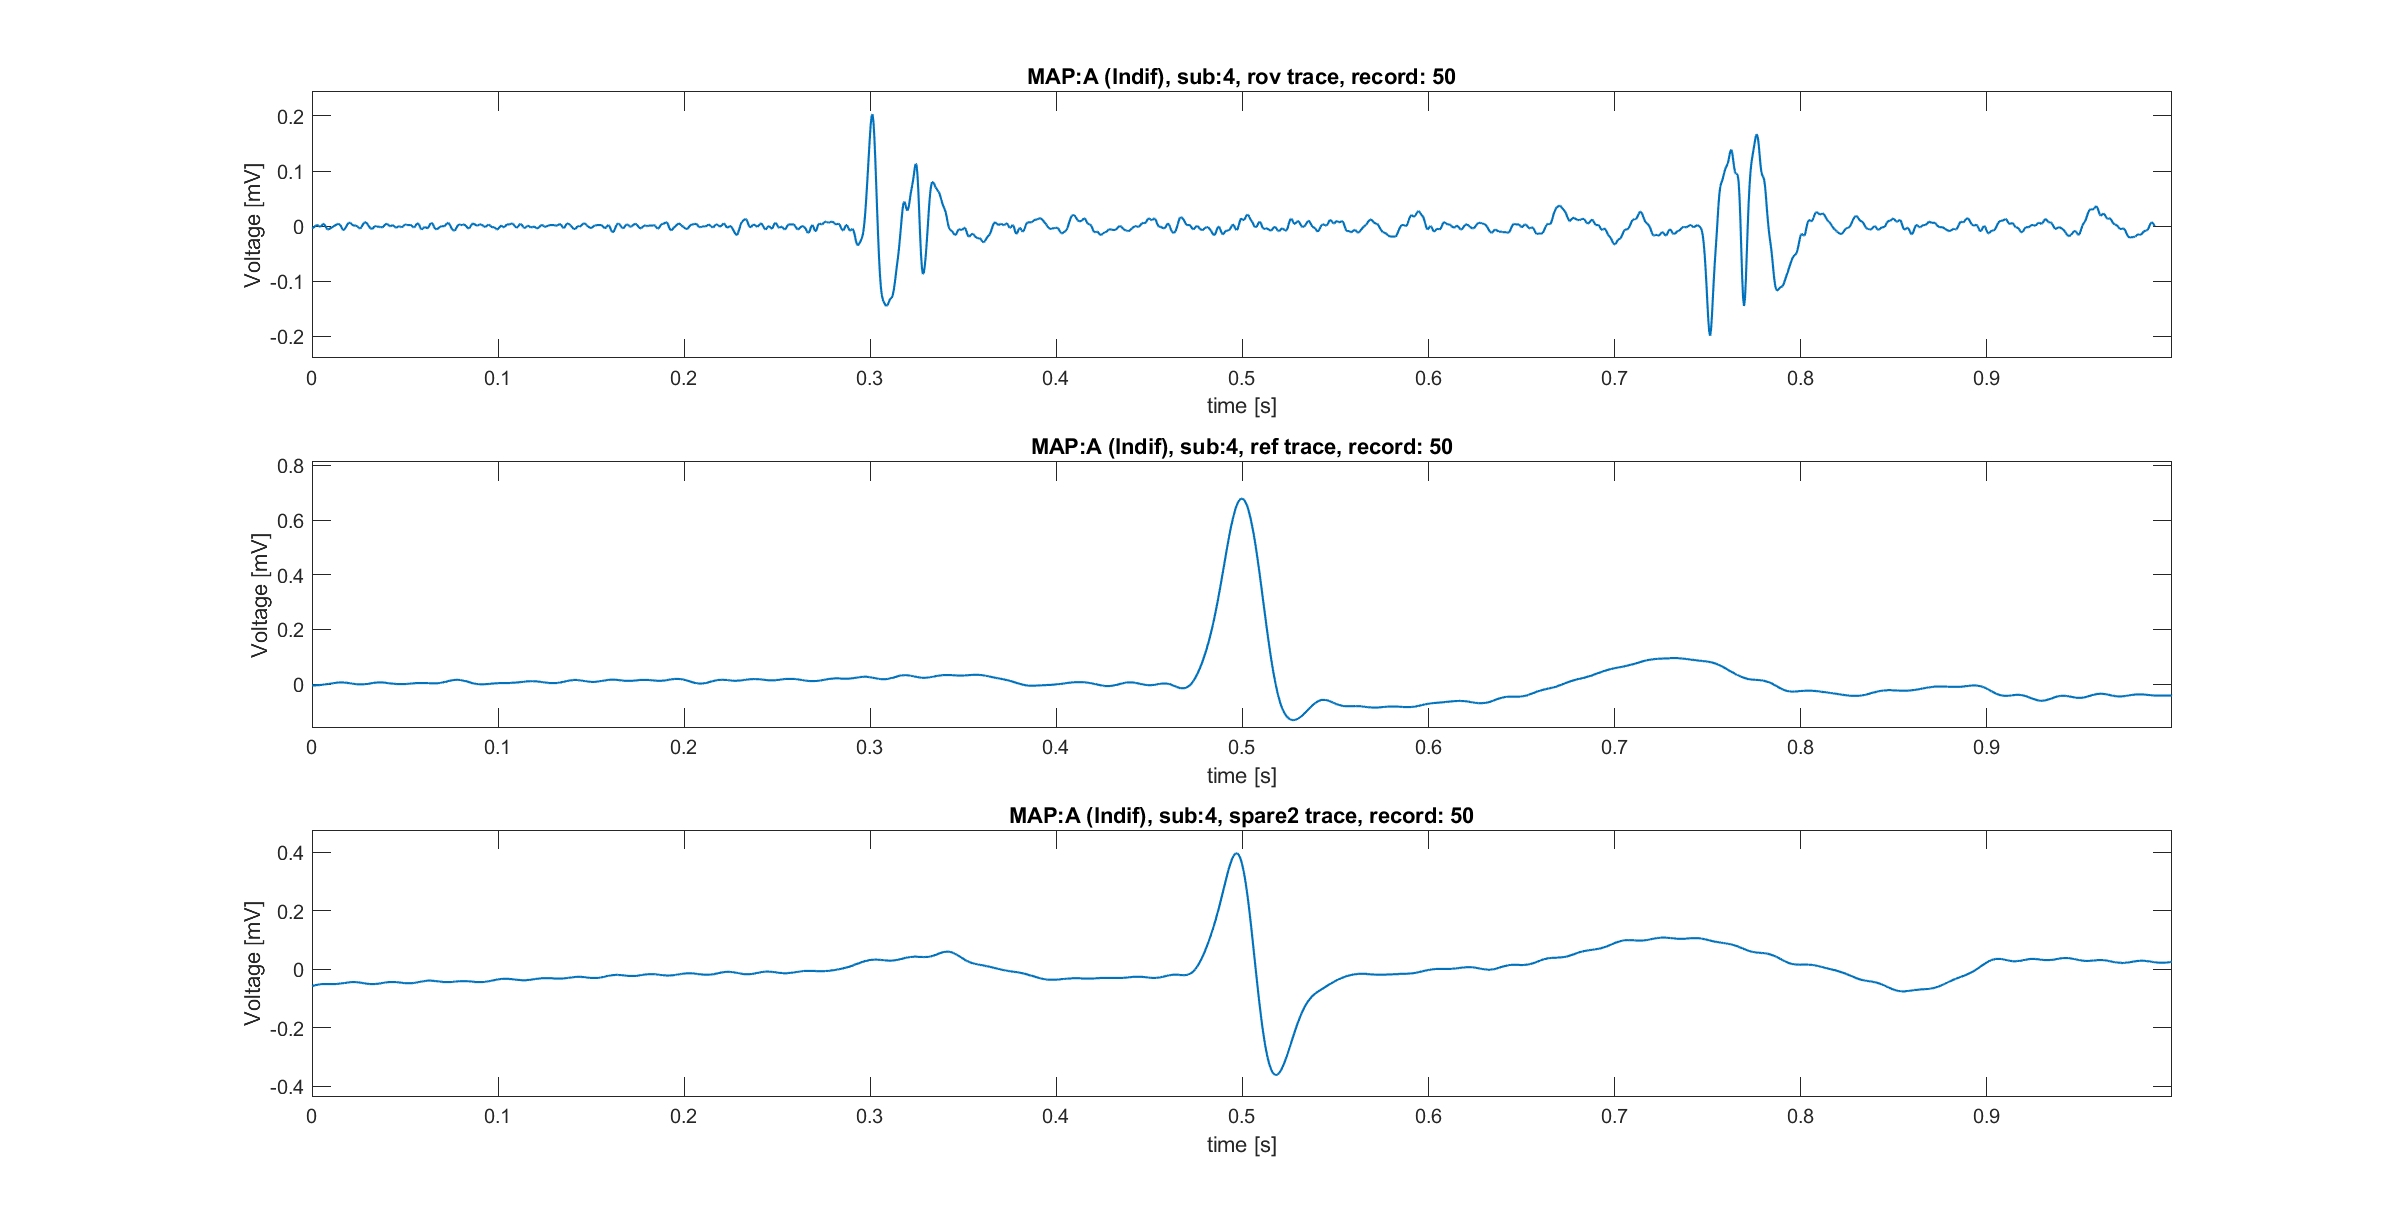 MAP:A (Indif), sub:4, rov trace, record: 50
Voltage [mV]
0.2
0.1
0
-0.1
-0.2
0 0.1 0.2 0.3 0.4 0.5 0.6 0.7 0.8 0.9
time [s]
MAP:A (Indif), sub:4, ref trace, record: 50
Voltage [mV]
0.8
0.6
0.4
0.2
0
0 0.1 0.2 0.3 0.4 0.5 0.6 0.7 0.8 0.9
time [s]
MAP:A (Indif), sub:4, spare2 trace, record: 50
Voltage [mV]
0.4
0.2
0
-0.2
-0.4
0 0.1 0.2 0.3 0.4 0.5 0.6 0.7 0.8 0.9
time [s]